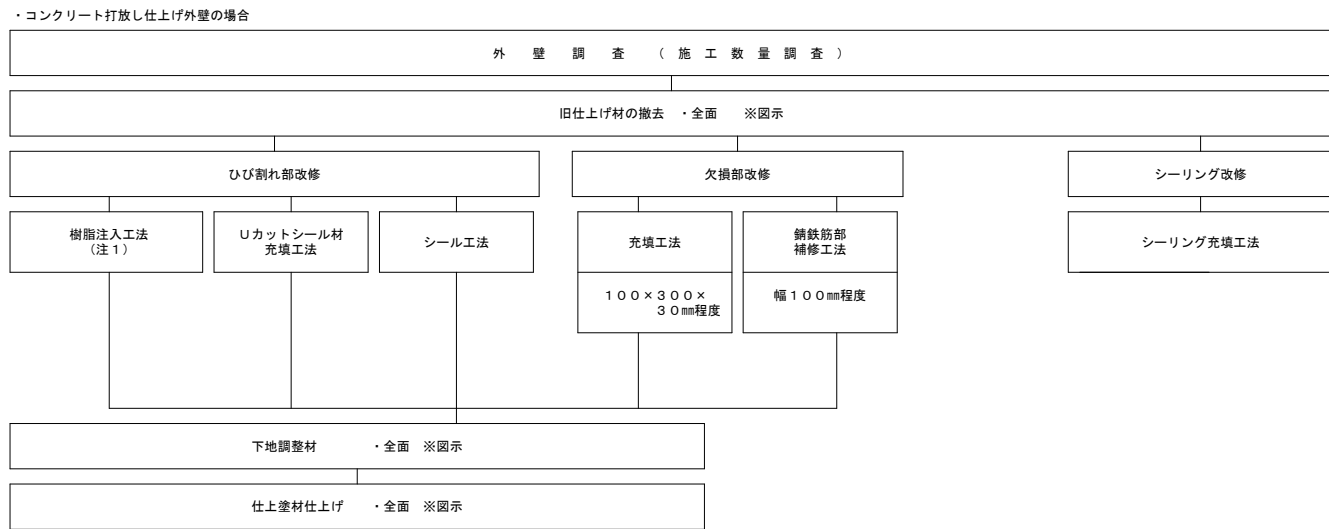 ・コンクリート打放し仕上げ外壁の場合
外　壁　調　査　（ 施 工 数 量 調 査 ）
旧仕上げ材の撤去　・全面　　※図示
ひび割れ部改修
欠損部改修
シーリング改修
樹脂注入工法
（注１）
Ｕカットシール材
充填工法
シール工法
充填工法
錆鉄筋部
補修工法
シーリング充填工法
１００×３００×
３０㎜程度
幅１００㎜程度
下地調整材　　　　・全面　※図示
仕上塗材仕上げ　　・全面　※図示